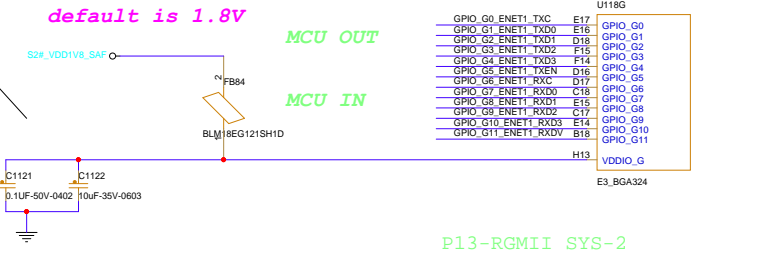 U118G
default is 1.8V
MCU OUT
S2#_VDD1V8_SAF
2
FB84
MCU IN
1
BLM18EG121SH1D
GPIO_G0_ENET1_TXC E17 GPIO_G0
GPIO_G1_ENET1_TXD0 E16 GPIO_G1
GPIO_G2_ENET1_TXD1 D18 GPIO_G2
GPIO_G3_ENET1_TXD2 F15 GPIO_G3
GPIO_G4_ENET1_TXD3 F14 GPIO_G4
GPIO_G5_ENET1_TXEN D16 GPIO_G5
GPIO_G6_ENET1_RXC D17 GPIO_G6
GPIO_G7_ENET1_RXD0 C18 GPIO_G7
GPIO_G8_ENET1_RXD1 E15 GPIO_G8
GPIO_G9_ENET1_RXD2 C17 GPIO_G9
GPIO_G10_ENET1_RXD3 E14 GPIO_G10
GPIO_G11_ENET1_RXDV B18 GPIO_G11
H13 VDDIO_G
C1121
0.1UF-50V-0402
C1122
10uF-35V-0603
E3_BGA324
P13-RGMII SYS-2